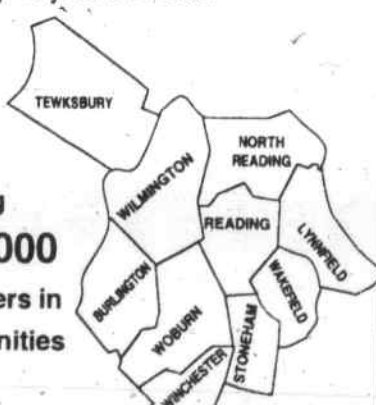 TEWKSBURY
NORTH
READING
WILMINGTON
READING
LYNNFIELD
000
ers in
BURLINGTON
WAKEFIELD
WOBURN
nities
STONEHAM
WINCHESTER